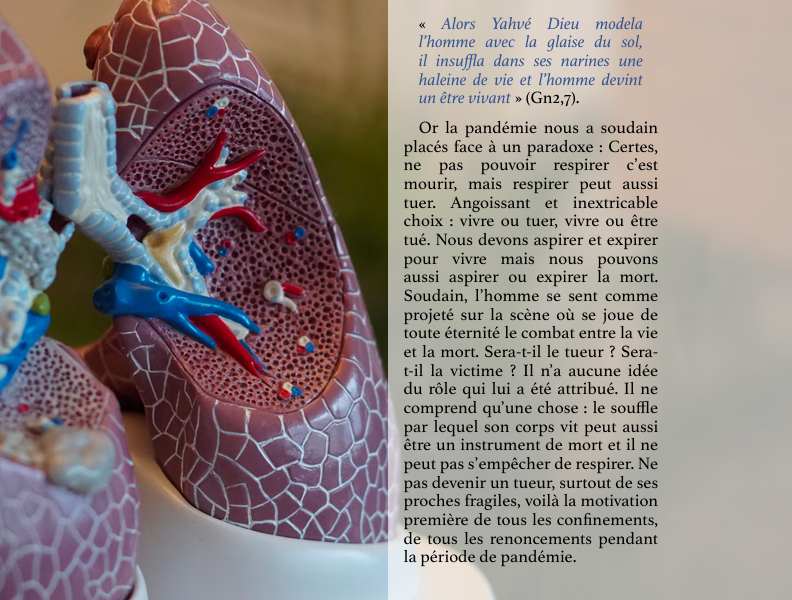 « Alors Yahvé Dieu modela
l'homme avec la glaise du sol,
il insuffla dans ses narines une
haleine de vie et l'homme devint
un être vivant » (Gn2,7).
Or la pandémie nous a soudain
placés face à un paradoxe : Certes,
ne pas pouvoir respirer c'est
mourir, mais respirer peut aussi
tuer. Angoissant et inextricable
choix : vivre ou tuer, vivre ou être
tué. Nous devons aspirer et expirer
pour vivre mais nous pouvons
aussi aspirer ou expirer la mort.
Soudain, l'homme se sent comme
projeté sur la scène où se joue de
toute éternité le combat entre la vie
et la mort. Sera-t-il le tueur ? Sera-
t-il la victime ? Il n'a aucune idée
du rôle qui lui a été attribué. Il ne
comprend qu'une chose : le souffle
par lequel son corps vit peut aussi
être un instrument de mort et il ne
peut pas s'empêcher de respirer. Ne
pas devenir un tueur, surtout de ses
proches fragiles, voilà la motivation
première de tous les confinements,
de tous les renoncements pendant
la période de pandémie.